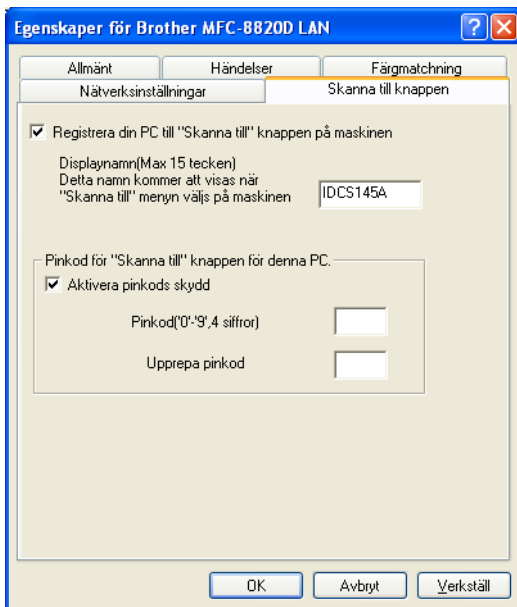 Egenskaper för Brother MFC-8820D LAN
Allmänt Händelser Färgmatchning
Nätverksinställningar Skanna till knappen
Registrera din PC till "Skanna till" knappen på maskinen
Displaynamn(Max 15 tecken)
Detta namn kommer att visas när
"Skanna till" menyn väljs på maskinen IDCS145A
Pinkod för "Skanna till" knappen för denna PC.
Aktivera pinkods skydd
Pinkod('0'-'9',4 siffror)
Upprepa pinkod
OK Avbryt Verkställ